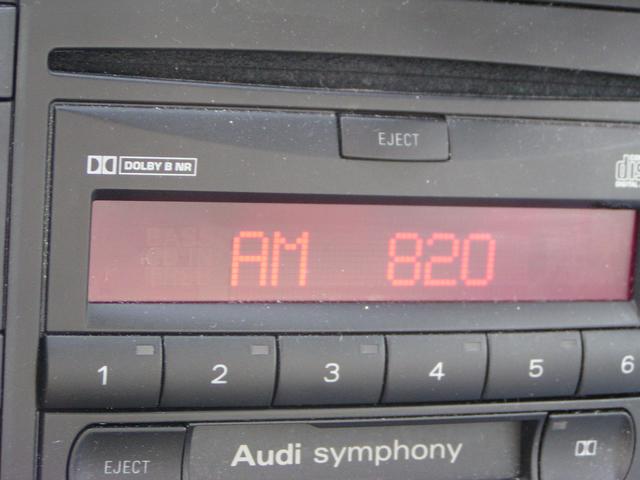 EJECT
DOLBY B NR
AM 820
1 2 3 4 5 6
Audi symphony
EJECT